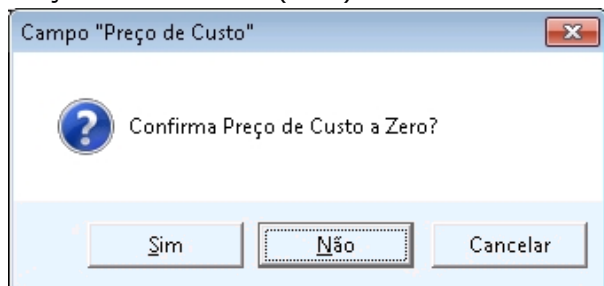 Campo "Preço de Custo"
Confirma Preço de Custo a Zero?
Sim
Não
Cancelar